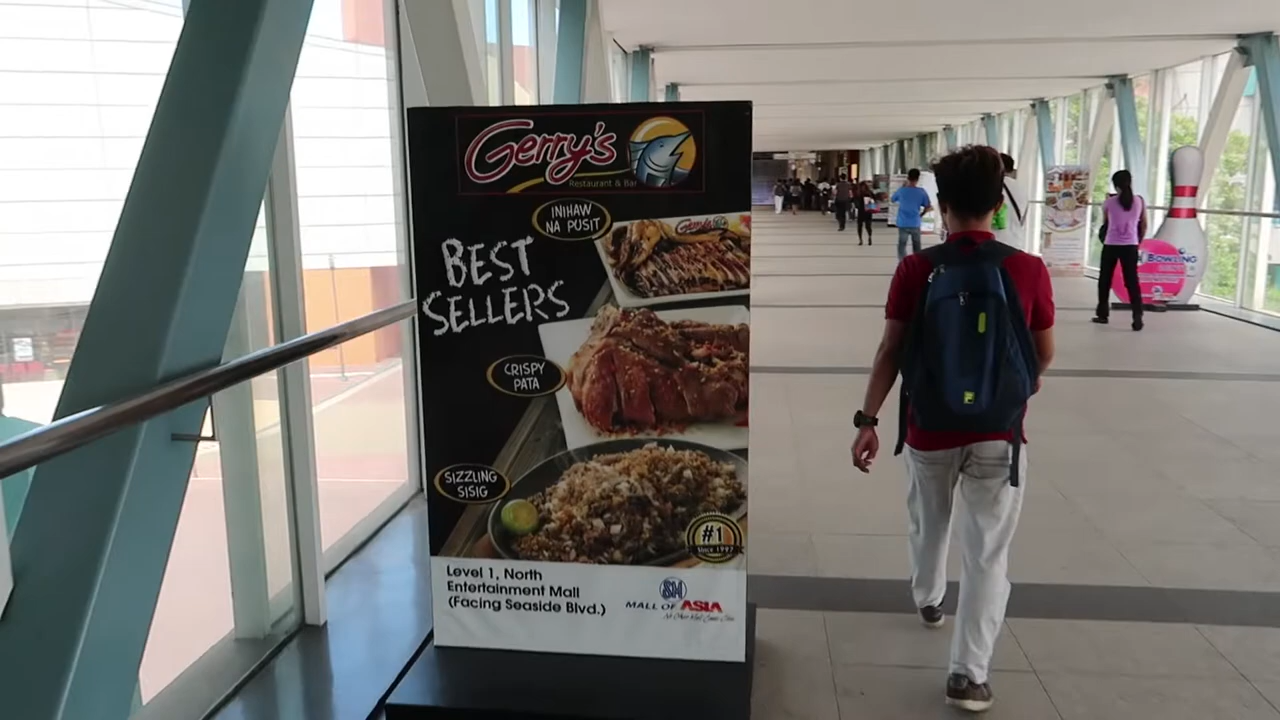 Gerry's
Restaurant & Bar
INIHAW
NA PUSIT
BEST
SELLERS
CRISPY
PATA
SIZZLING
SISIG
#1
Since 1997
Level 1, North
Entertainment Mall
(Facing Seaside Blvd.)
SM
MALL OF ASIA
BOWLING